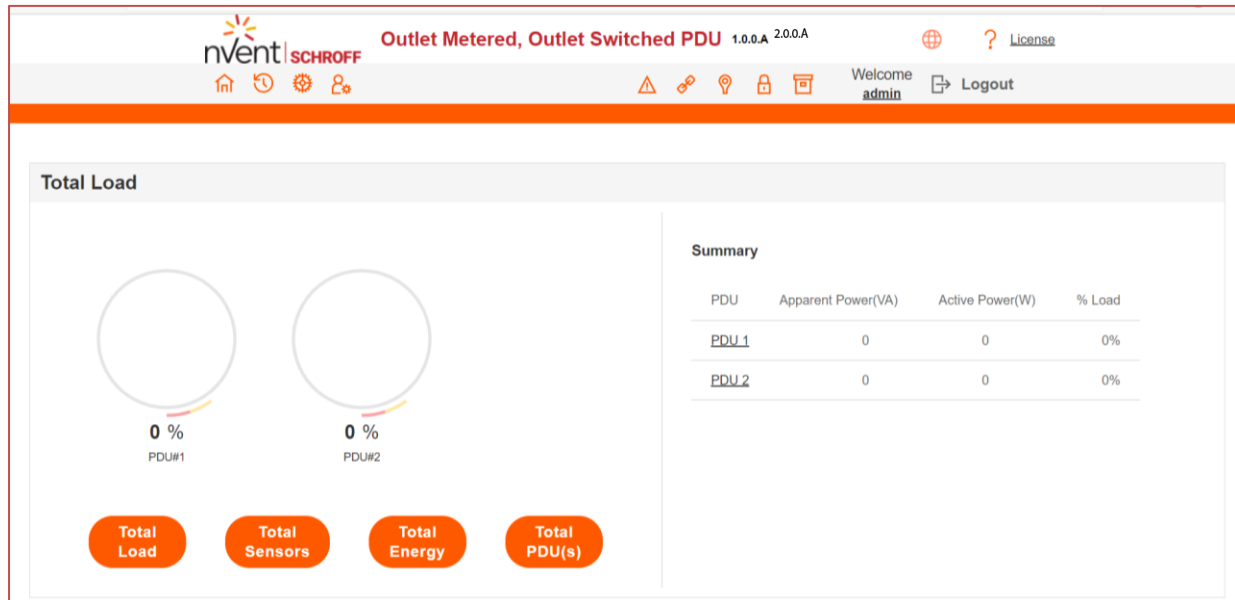 nVent SCHROFF
Outlet Metered, Outlet Switched PDU 1.0.0.A 2.0.0.A
? License
Welcome
admin
Logout
Total Load
0 %
PDU#1
0 %
PDU#2
Total
Load
Total
Sensors
Total
Energy
Total
PDU(s)
Summary
PDU Apparent Power(VA) Active Power(W) % Load
PDU 1 0 0 0%
PDU 2 0 0 0%